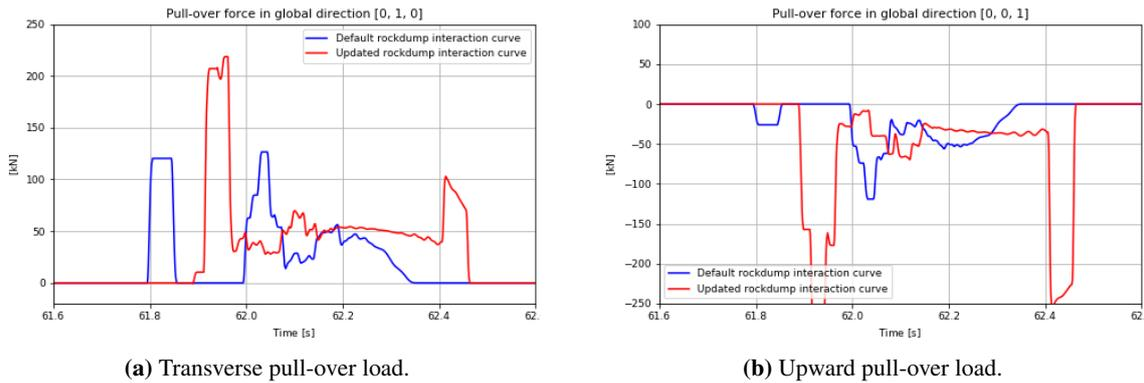 Pull-over force in global direction [0, 1, 0]
250
200
150
100
50
0
[kN]
Default rockdump interaction curve
Updated rockdump interaction curve
61.6 61.8 62.0 62.2 62.4 62.
Time [s]
(a) Transverse pull-over load.
Pull-over force in global direction [0, 0, 1]
100
50
0
−50
−100
−150
−200
−250
[kN]
Default rockdump interaction curve
Updated rockdump interaction curve
61.6 61.8 62.0 62.2 62.4 62
Time [s]
(b) Upward pull-over load.